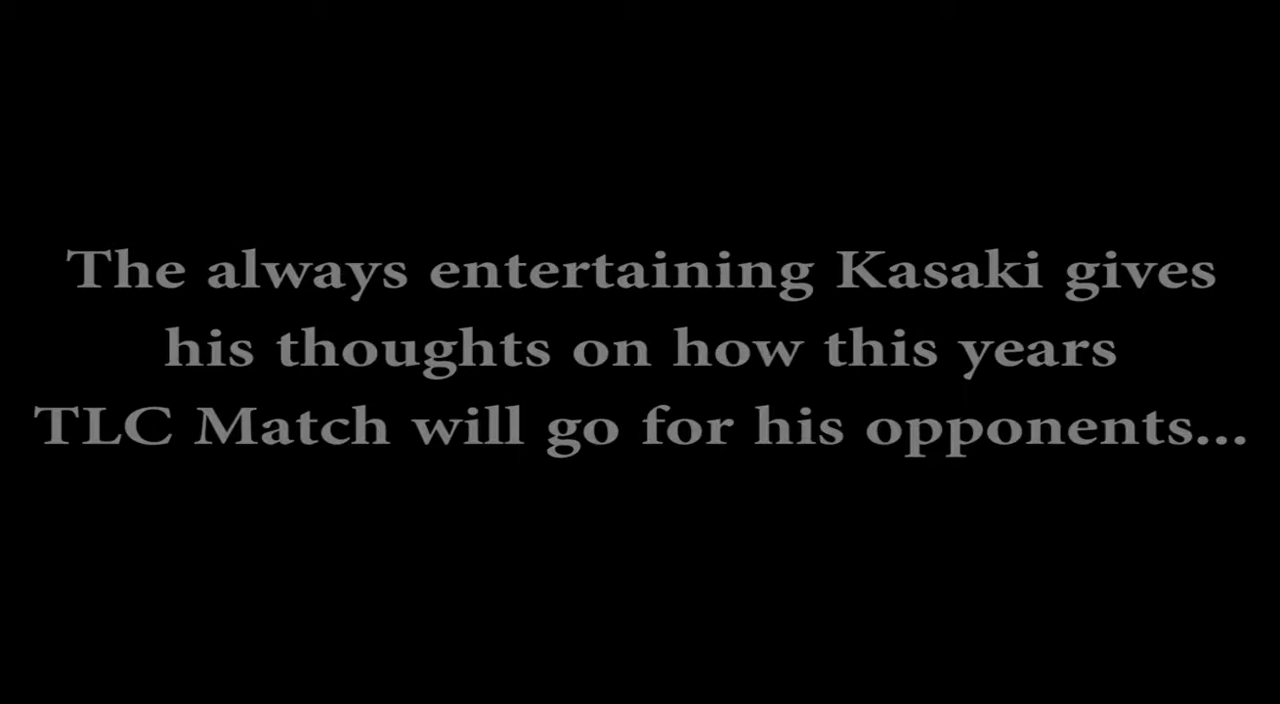 The always entertaining Kasaki gives
his thoughts on how this years
TLC Match will go for his opponents...